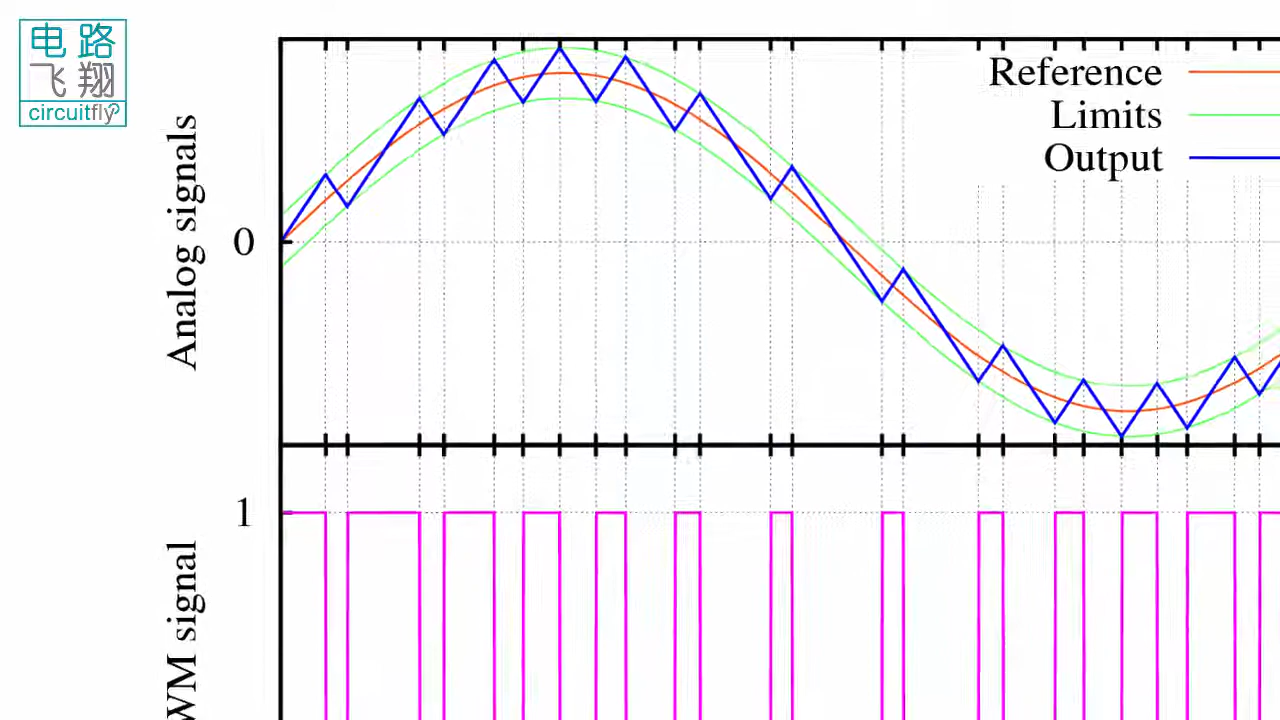 电路
飞翔
circuitfly?
Reference
Limits
Output
Analog signals
0
1
WM signal